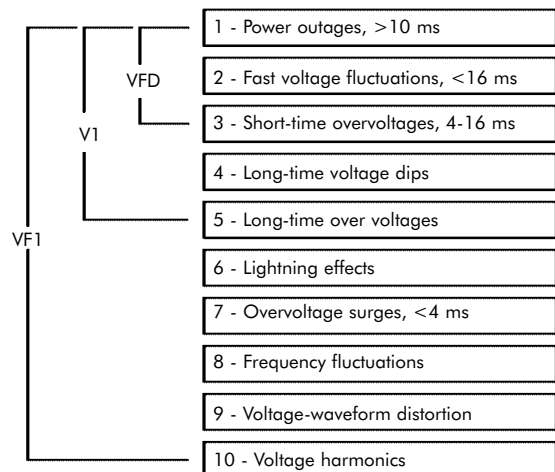 1 - Power outages, >10 ms
2 - Fast voltage fluctuations, <16 ms
VFD
3 - Short-time overvoltages, 4-16 ms
V1
4 - Long-time voltage dips
5 - Long-time over voltages
VF1
6 - Lightning effects
7 - Overvoltage surges, <4 ms
8 - Frequency fluctuations
9 - Voltage-waveform distortion
10 - Voltage harmonics